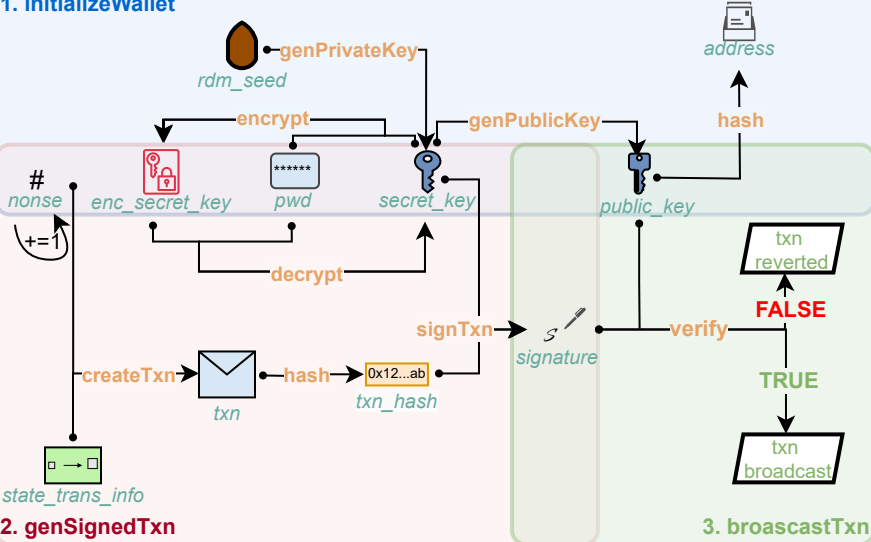 1. initializeWallet
genPrivateKey
rdm_seed
address
encrypt
genPublicKey
hash
#
******
nonse
enc_secret_key
pwd
secret_key
public_key
+=1
decrypt
txn
reverted
FALSE
signTxn
signature
verify
createTxn
hash
0x12...ab
txn
txn_hash
TRUE
txn
broadcast
state_trans_info
2. genSignedTxn
3. broascastTxn